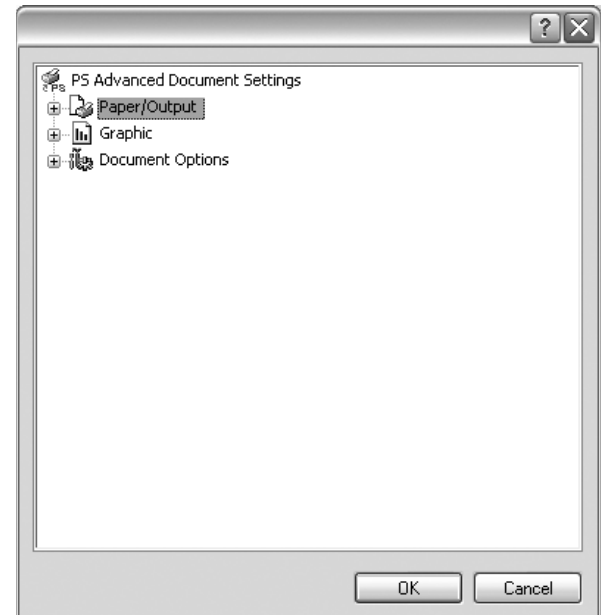 PS Advanced Document Settings
Paper/Output
Graphic
Document Options
OK Cancel